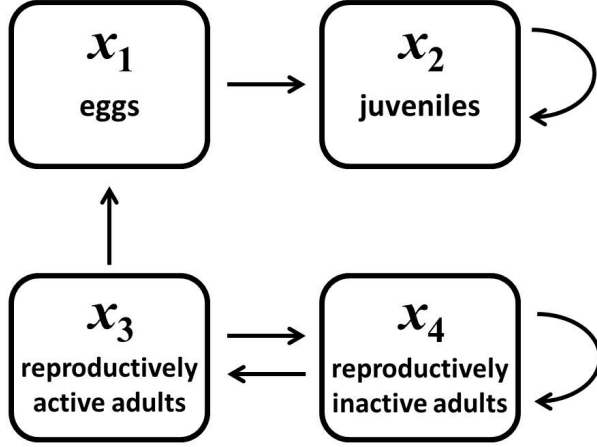 x1
eggs
x2
juveniles
x3
reproductively
active adults
x4
reproductively
inactive adults